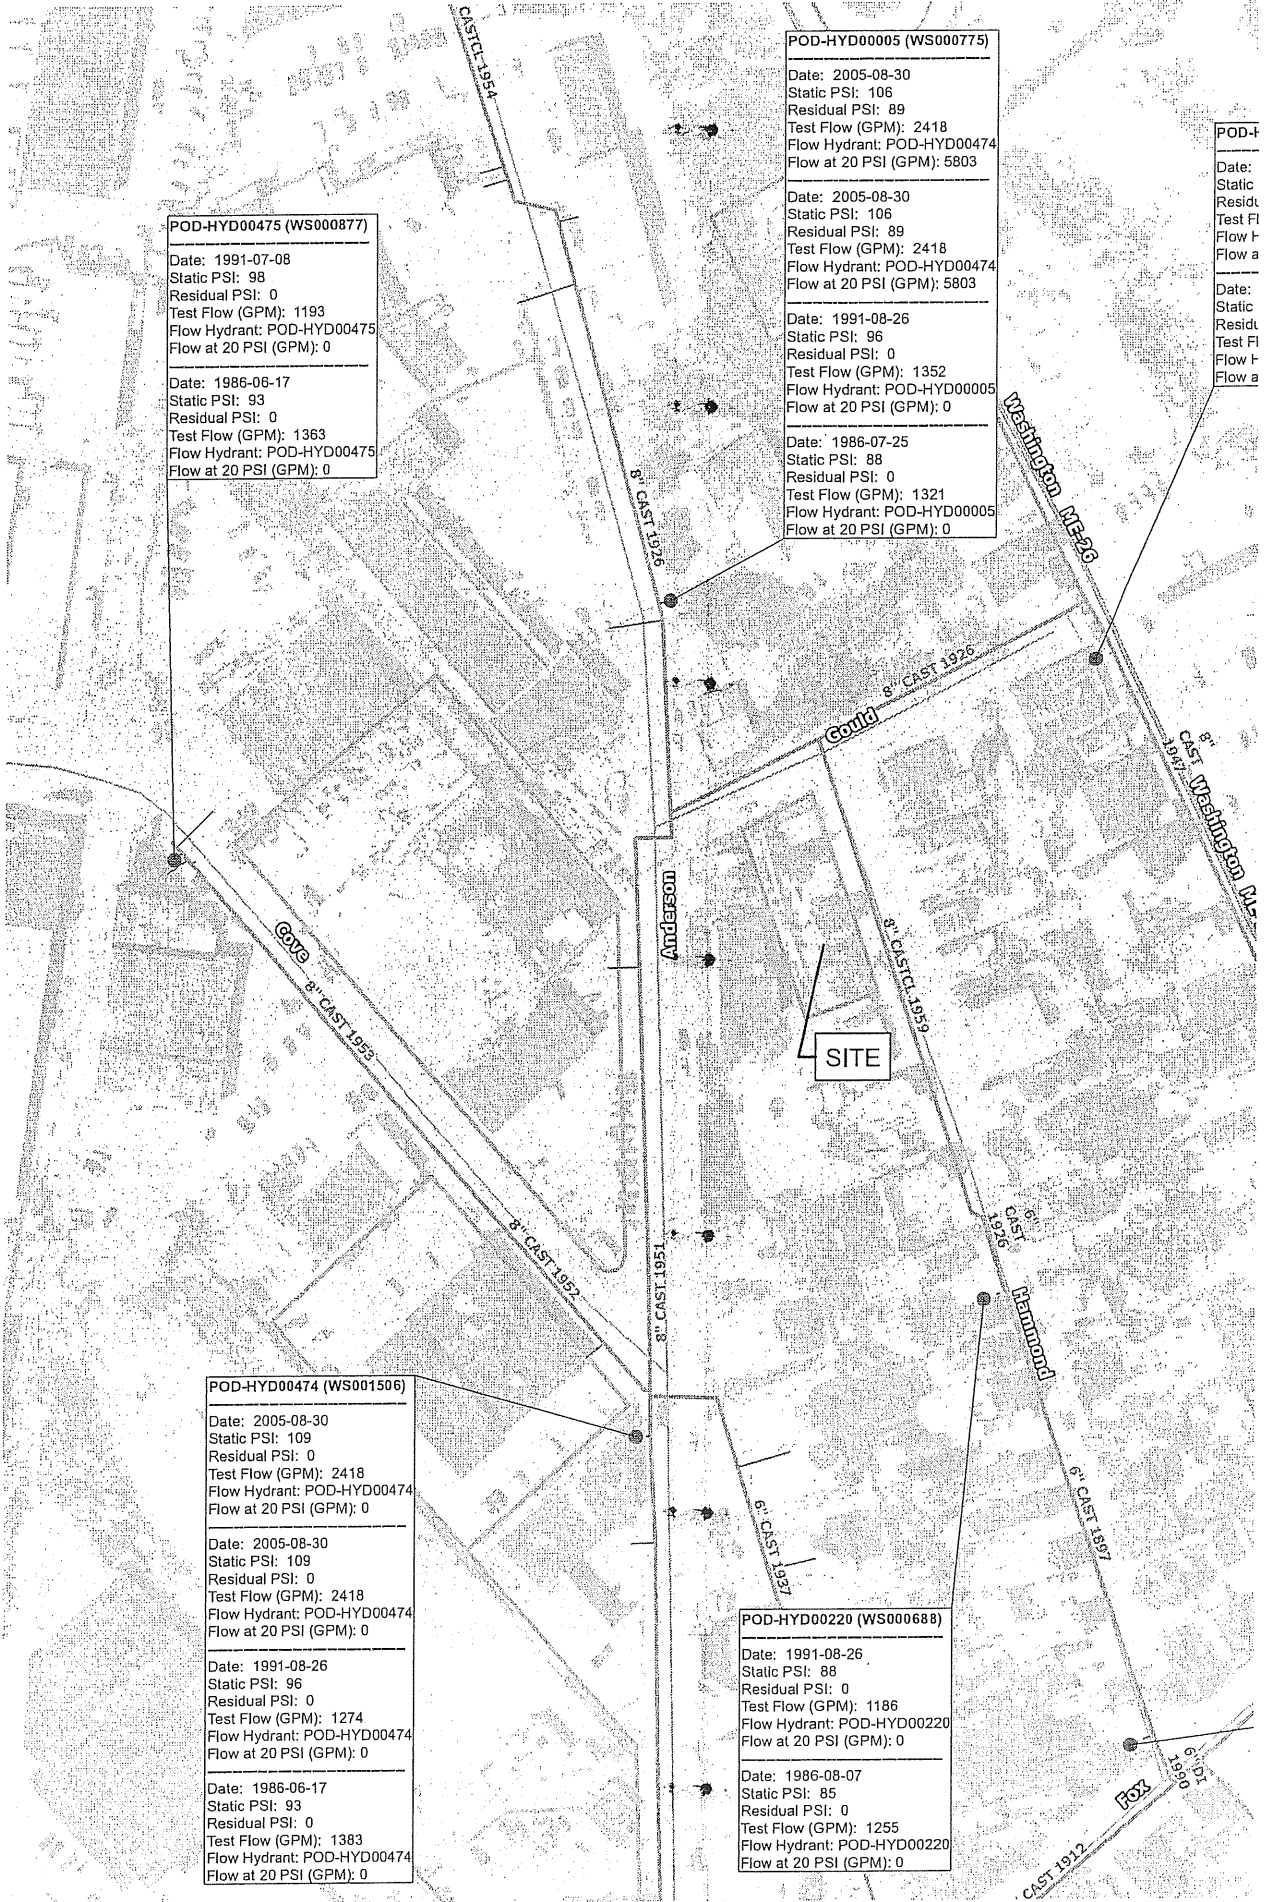 CASTCL 1954
POD-HYD00005 (WS000775)
Date: 2005-08-30
Static PSI: 106
Residual PSI: 89
Test Flow (GPM): 2418
Flow Hydrant: POD-HYD00474
Flow at 20 PSI (GPM): 5803
Date: 2005-08-30
Static PSI: 106
Residual PSI: 89
Test Flow (GPM): 2418
Flow Hydrant: POD-HYD00474
Flow at 20 PSI (GPM): 5803
Date: 1991-08-26
Static PSI: 96
Residual PSI: 0
Test Flow (GPM): 1352
Flow Hydrant: POD-HYD00005
Flow at 20 PSI (GPM): 0
Date: 1986-07-25
Static PSI: 88
Residual PSI: 0
Test Flow (GPM): 1321
Flow Hydrant: POD-HYD00005
Flow at 20 PSI (GPM): 0
POD-H
Date:
Static
Residu
Test Fl
Flow H
Flow a
Date:
Static
Residu
Test Fl
Flow H
Flow a
POD-HYD00475 (WS000877)
Date: 1991-07-08
Static PSI: 98
Residual PSI: 0
Test Flow (GPM): 1193
Flow Hydrant: POD-HYD00475
Flow at 20 PSI (GPM): 0
Date: 1986-06-17
Static PSI: 93
Residual PSI: 0
Test Flow (GPM): 1363
Flow Hydrant: POD-HYD00475
Flow at 20 PSI (GPM): 0
Washington ME-26
8" CAST 1926
8" CAST 1926
Gould
8"
CAST
1947
Washington ME-
Anderson
Cove
8" CAST 1953
8" CASTCL 1959
SITE
8" CAST 1952
8" CAST 1951
6"
CAST
1926
Hammond
POD-HYD00474 (WS001506)
Date: 2005-08-30
Static PSI: 109
Residual PSI: 0
Test Flow (GPM): 2418
Flow Hydrant: POD-HYD00474
Flow at 20 PSI (GPM): 0
Date: 2005-08-30
Static PSI: 109
Residual PSI: 0
Test Flow (GPM): 2418
Flow Hydrant: POD-HYD00474
Flow at 20 PSI (GPM): 0
Date: 1991-08-26
Static PSI: 96
Residual PSI: 0
Test Flow (GPM): 1274
Flow Hydrant: POD-HYD00474
Flow at 20 PSI (GPM): 0
Date: 1986-06-17
Static PSI: 93
Residual PSI: 0
Test Flow (GPM): 1383
Flow Hydrant: POD-HYD00474
Flow at 20 PSI (GPM): 0
6" CAST 1937
6" CAST 1897
POD-HYD00220 (WS000688)
Date: 1991-08-26
Static PSI: 88
Residual PSI: 0
Test Flow (GPM): 1186
Flow Hydrant: POD-HYD00220
Flow at 20 PSI (GPM): 0
Date: 1986-08-07
Static PSI: 85
Residual PSI: 0
Test Flow (GPM): 1255
Flow Hydrant: POD-HYD00220
Flow at 20 PSI (GPM): 0
6" DI
1990
Fox
CAST 1912